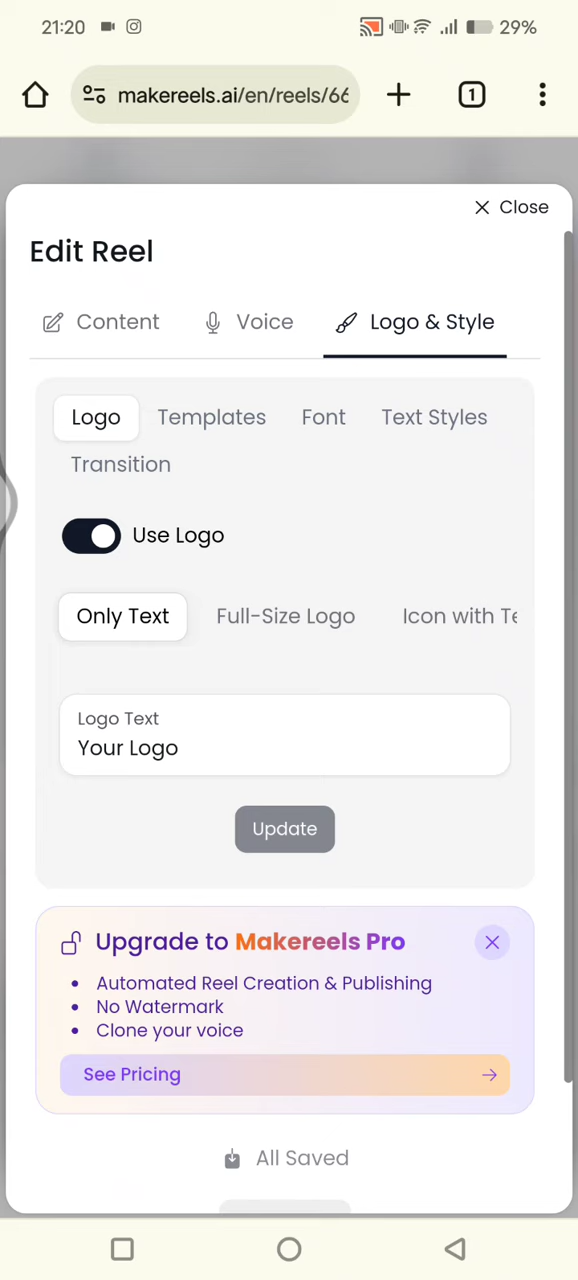 21:20 29%
makereels.ai/en/reels/66 1
Close
Edit Reel
Content Voice Logo & Style
Logo Templates Font Text Styles
Transition
Use Logo
Only Text Full-Size Logo Icon with Te
Logo Text
Your Logo
Update
Upgrade to Makereels Pro
• Automated Reel Creation & Publishing
• No Watermark
• Clone your voice
See Pricing →
All Saved